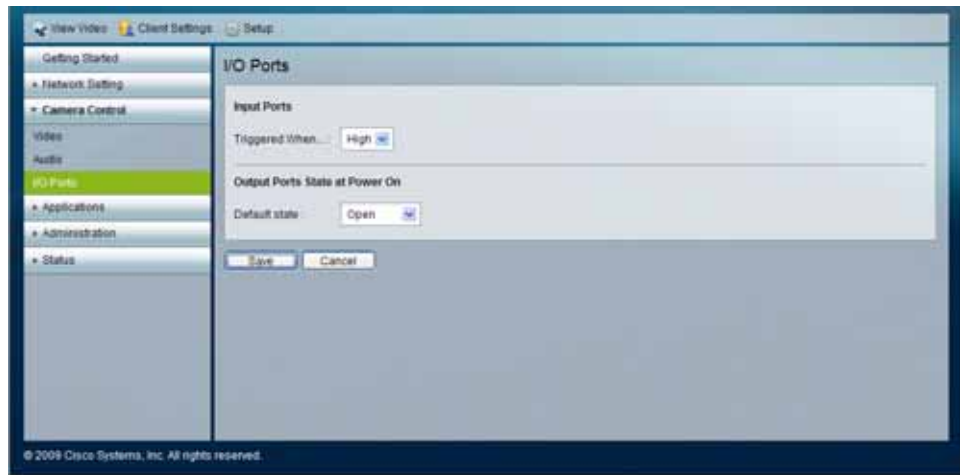 View Video Client Settings Setup
Getting Started
Network Setting
Camera Control
Video
Audio
I/O Ports
Applications
Administration
Status
I/O Ports
Input Ports
Triggered When...: High
Output Ports State at Power On
Default state Open
Save Cancel
© 2009 Cisco Systems, Inc. All rights reserved.